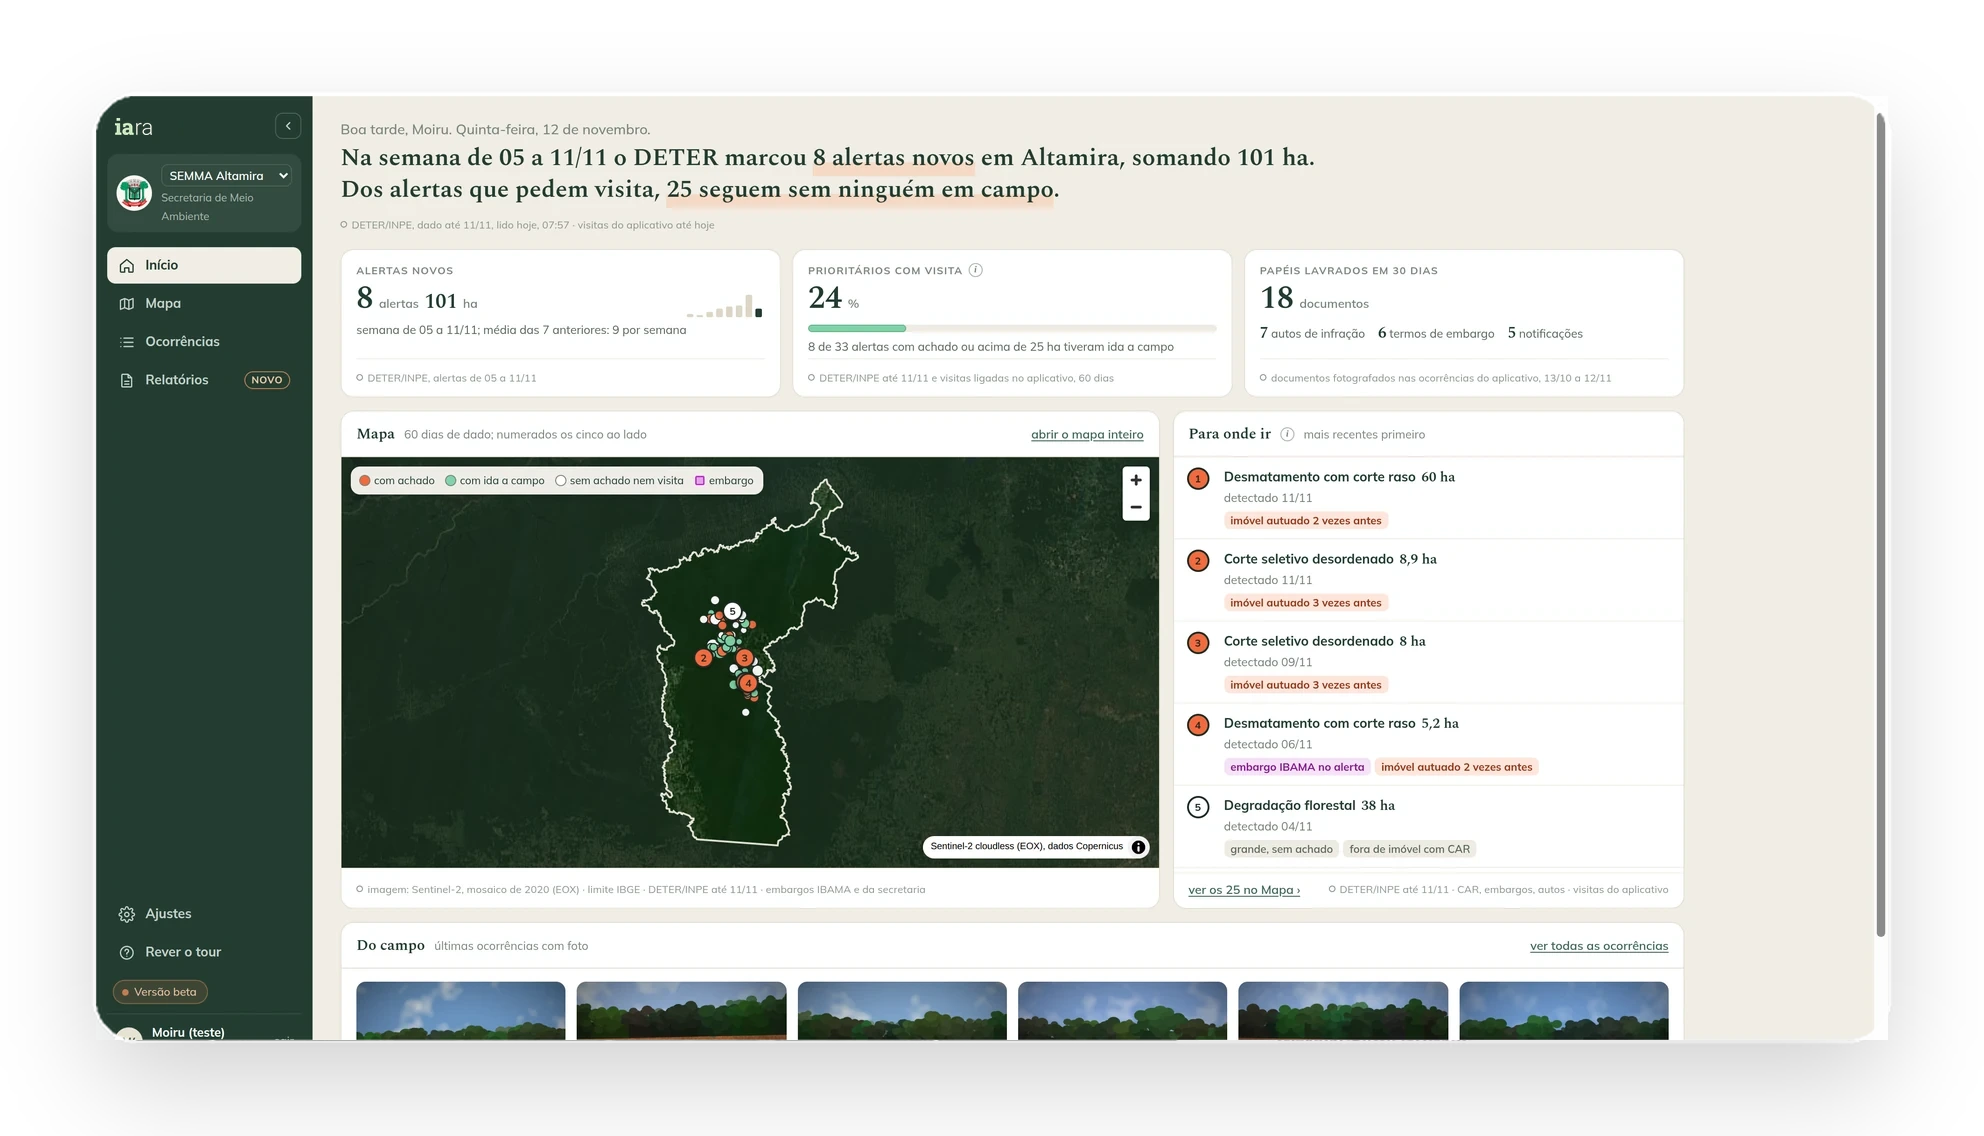 iara
SEMMA Altamira
Secretaria de Meio
Ambiente
Início
Mapa
Ocorrências
Relatórios NOVO
Ajustes
Rever o tour
Versão beta
Moiru (teste)
Boa tarde, Moiru. Quinta-feira, 12 de novembro.
Na semana de 05 a 11/11 o DETER marcou 8 alertas novos em Altamira, somando 101 ha.
Dos alertas que pedem visita, 25 seguem sem ninguém em campo.
DETER/INPE, dado até 11/11, lido hoje, 07:57 · visitas do aplicativo até hoje
ALERTAS NOVOS
8 alertas 101 ha
semana de 05 a 11/11; média das 7 anteriores: 9 por semana
DETER/INPE, alertas de 05 a 11/11
PRIORITÁRIOS COM VISITA i
24 %
8 de 33 alertas com achado ou acima de 25 ha tiveram ida a campo
DETER/INPE até 11/11 e visitas ligadas no aplicativo, 60 dias
PAPÉIS LAVRADOS EM 30 DIAS
18 documentos
7 autos de infração 6 termos de embargo 5 notificações
documentos fotografados nas ocorrências do aplicativo, 13/10 a 12/11
Mapa 60 dias de dado; numerados os cinco ao lado abrir o mapa inteiro
com achado com ida a campo sem achado nem visita embargo
+
−
5
2
3
4
Sentinel-2 cloudless (EOX), dados Copernicus i
imagem: Sentinel-2, mosaico de 2020 (EOX) · limite IBGE · DETER/INPE até 11/11 · embargos IBAMA e da secretaria
Para onde ir i mais recentes primeiro
1 Desmatamento com corte raso 60 ha
detectado 11/11
imóvel autuado 2 vezes antes
2 Corte seletivo desordenado 8,9 ha
detectado 11/11
imóvel autuado 3 vezes antes
3 Corte seletivo desordenado 8 ha
detectado 09/11
imóvel autuado 3 vezes antes
4 Desmatamento com corte raso 5,2 ha
detectado 06/11
embargo IBAMA no alerta imóvel autuado 2 vezes antes
5 Degradação florestal 38 ha
detectado 04/11
grande, sem achado fora de imóvel com CAR
ver os 25 no Mapa › DETER/INPE até 11/11 · CAR, embargos, autos · visitas do aplicativo
Do campo últimas ocorrências com foto ver todas as ocorrências